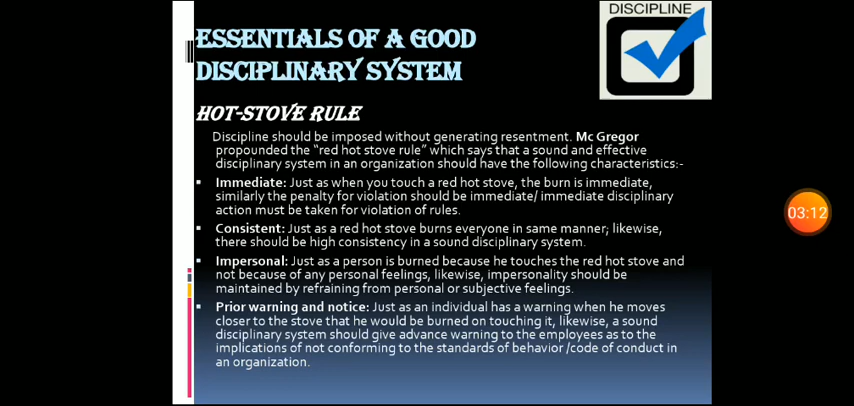 DISCIPLINE
ESSENTIALS OF A GOOD
DISCIPLINARY SYSTEM
HOT-STOVE RULE
Discipline should be imposed without generating resentment. Mc Gregor
propounded the “red hot stove rule” which says that a sound and effective
disciplinary system in an organization should have the following characteristics:-
▪ Immediate: Just as when you touch a red hot stove, the burn is immediate,
similarly the penalty for violation should be immediate/ immediate disciplinary
action must be taken for violation of rules.
▪ Consistent: Just as a red hot stove burns everyone in same manner; likewise,
there should be high consistency in a sound disciplinary system.
▪ Impersonal: Just as a person is burned because he touches the red hot stove and
not because of any personal feelings, likewise, impersonality should be
maintained by refraining from personal or subjective feelings.
▪ Prior warning and notice: Just as an individual has a warning when he moves
closer to the stove that he would be burned on touching it, likewise, a sound
disciplinary system should give advance warning to the employees as to the
implications of not conforming to the standards of behavior /code of conduct in
an organization.
03:12